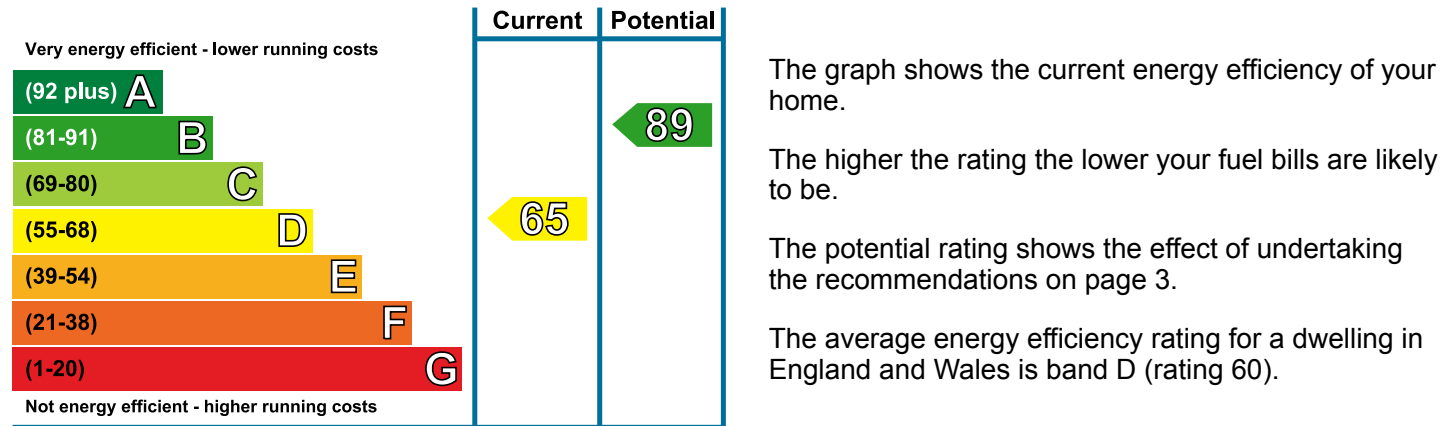 Current Potential
Very energy efficient - lower running costs
(92 plus) A
(81-91) B
(69-80) C
(55-68) D
(39-54) E
(21-38) F
(1-20) G
Not energy efficient - higher running costs
65
89
The graph shows the current energy efficiency of your
home.
The higher the rating the lower your fuel bills are likely
to be.
The potential rating shows the effect of undertaking
the recommendations on page 3.
The average energy efficiency rating for a dwelling in
England and Wales is band D (rating 60).